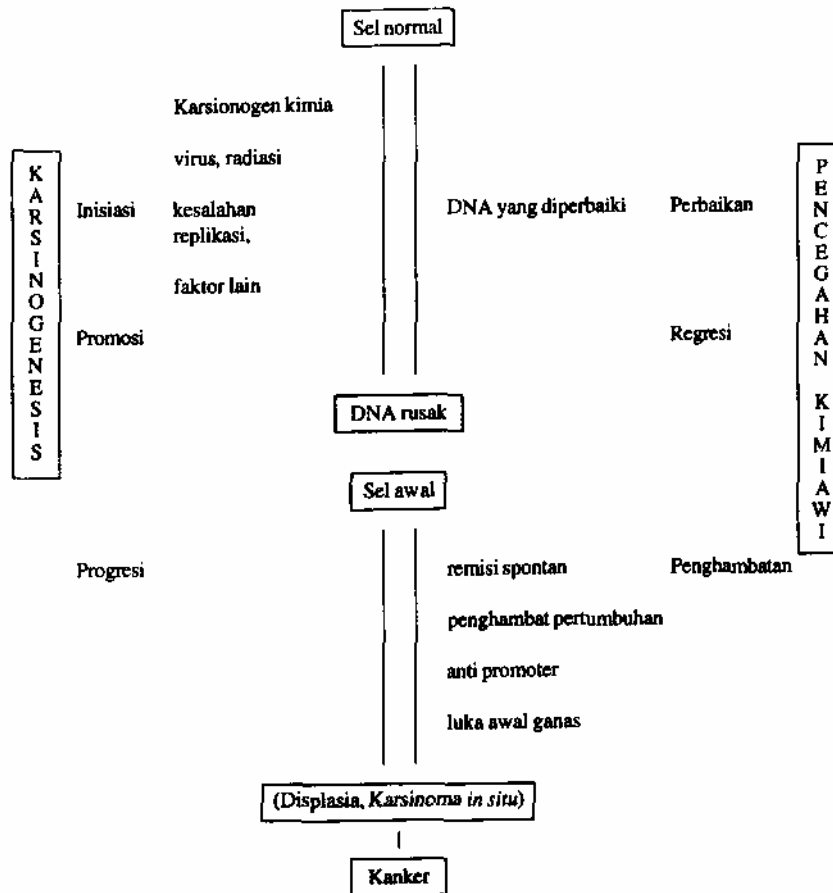 Sel normal
Karsionogen kimia
virus, radiasi
KARSINOGENESIS
Inisiasi
kesalahan
replikasi,
faktor lain
Promosi
DNA yang diperbaiki
Perbaikan
Regresi
PENCEGAHAN KIMIAWI
DNA rusak
Sel awal
Progresi
remisi spontan
Penghambatan
penghambat pertumbuhan
anti promoter
luka awal ganas
(Displasia, Karsinoma in situ)
Kanker